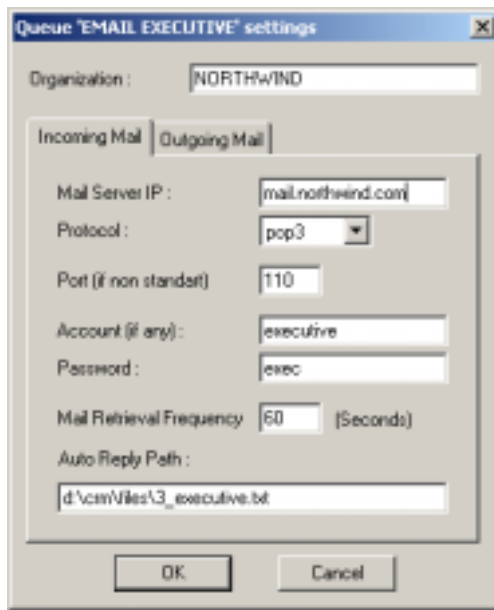 Queue "EMAIL EXECUTIVE" settings
Organization : NORTHWIND
Incoming Mail Outgoing Mail
Mail Server IP : mail.northwind.com
Protocol : pop3
Port (if non standart) 110
Account (if any) : executive
Password : exec
Mail Retrieval Frequency 60 (Seconds)
Auto Reply Path :
d:\crm\files\3_executive.txt
OK Cancel